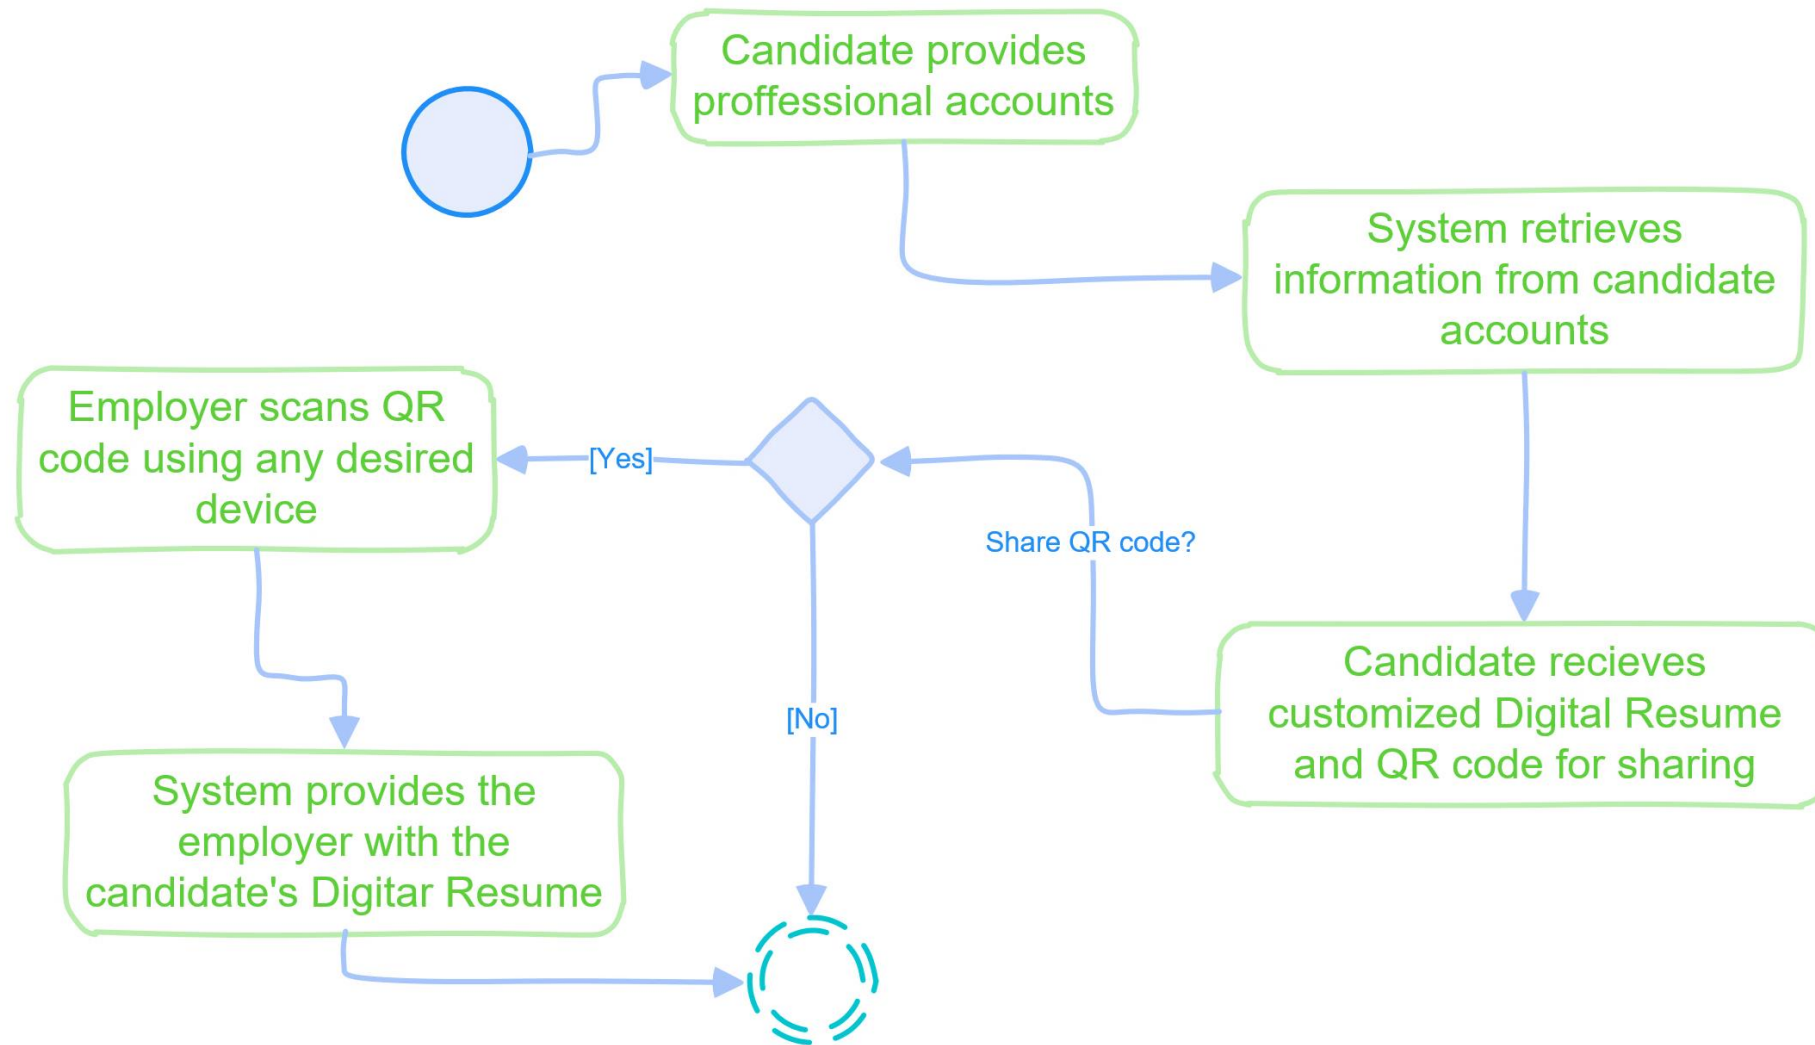 Candidate provides
proffessional accounts
System retrieves
information from candidate
accounts
Candidate recieves
customized Digital Resume
and QR code for sharing
Share QR code?
[Yes]
[No]
Employer scans QR
code using any desired
device
System provides the
employer with the
candidate's Digitar Resume